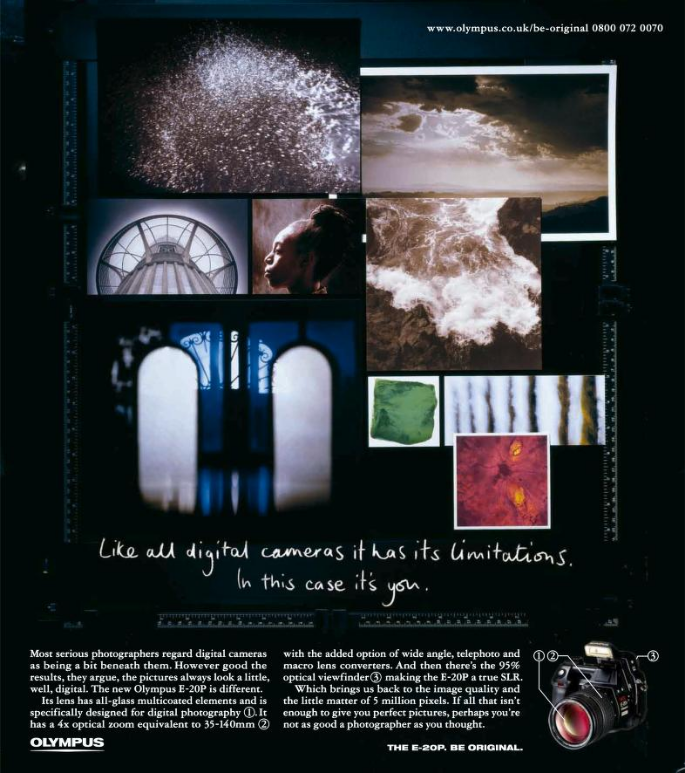 www.olympus.co.uk/be-original 0800 072 0070
Like all digital cameras it has its limitations.
In this case it's you.
Most serious photographers regard digital cameras
as being a bit beneath them. However good the
results, they argue, the pictures always look a little,
well, digital. The new Olympus E-20P is different.
Its lens has all-glass multicoated elements and is
specifically designed for digital photography ①. It
has a 4x optical zoom equivalent to 35-140mm ②
with the added option of wide angle, telephoto and
macro lens converters. And then there's the 95%
optical viewfinder ③ making the E-20P a true SLR.
Which brings us back to the image quality and
the little matter of 5 million pixels. If all that isn't
enough to give you perfect pictures, perhaps you're
not as good a photographer as you thought.
① ② ③
OLYMPUS
THE E-20P. BE ORIGINAL.